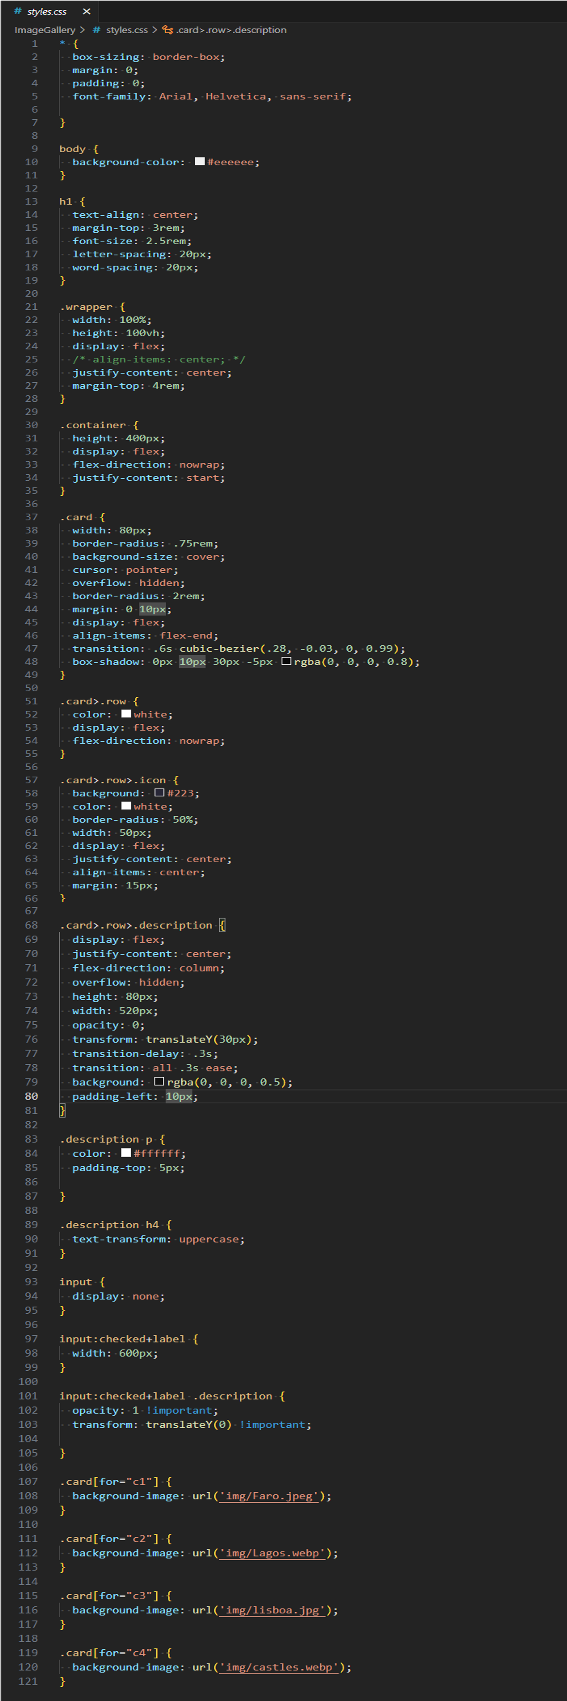 # styles.css ×
ImageGallery > # styles.css > .card>.row>.description
1 * {
2 box-sizing: border-box;
3 margin: 0;
4 padding: 0;
5 font-family: Arial, Helvetica, sans-serif;
6
7 }
8
9 body {
10 background-color: #eeeeee;
11 }
12
13 h1 {
14 text-align: center;
15 margin-top: 3rem;
16 font-size: 2.5rem;
17 letter-spacing: 20px;
18 word-spacing: 20px;
19 }
20
21 .wrapper {
22 width: 100%;
23 height: 100vh;
24 display: flex;
25 /* align-items: center; */
26 justify-content: center;
27 margin-top: 4rem;
28 }
29
30 .container {
31 height: 400px;
32 display: flex;
33 flex-direction: nowrap;
34 justify-content: start;
35 }
36
37 .card {
38 width: 80px;
39 border-radius: .75rem;
40 background-size: cover;
41 cursor: pointer;
42 overflow: hidden;
43 border-radius: 2rem;
44 margin: 0 10px;
45 display: flex;
46 align-items: flex-end;
47 transition: .6s cubic-bezier(.28, -0.03, 0, 0.99);
48 box-shadow: 0px 10px 30px -5px rgba(0, 0, 0, 0.8);
49 }
50
51 .card>.row {
52 color: white;
53 display: flex;
54 flex-direction: nowrap;
55 }
56
57 .card>.row>.icon {
58 background: #223;
59 color: white;
60 border-radius: 50%;
61 width: 50px;
62 display: flex;
63 justify-content: center;
64 align-items: center;
65 margin: 15px;
66 }
67
68 .card>.row>.description {
69 display: flex;
70 justify-content: center;
71 flex-direction: column;
72 overflow: hidden;
73 height: 80px;
74 width: 520px;
75 opacity: 0;
76 transform: translateY(30px);
77 transition-delay: .3s;
78 transition: all .3s ease;
79 background: rgba(0, 0, 0, 0.5);
80 padding-left: 10px;
81 }
82
83 .description p {
84 color: #ffffff;
85 padding-top: 5px;
86
87 }
88
89 .description h4 {
90 text-transform: uppercase;
91 }
92
93 input {
94 display: none;
95 }
96
97 input:checked+label {
98 width: 600px;
99 }
100
101 input:checked+label .description {
102 opacity: 1 !important;
103 transform: translateY(0) !important;
104
105 }
106
107 .card[for="c1"] {
108 background-image: url('img/Faro.jpeg');
109 }
110
111 .card[for="c2"] {
112 background-image: url('img/Lagos.webp');
113 }
114
115 .card[for="c3"] {
116 background-image: url('img/lisboa.jpg');
117 }
118
119 .card[for="c4"] {
120 background-image: url('img/castles.webp');
121 }